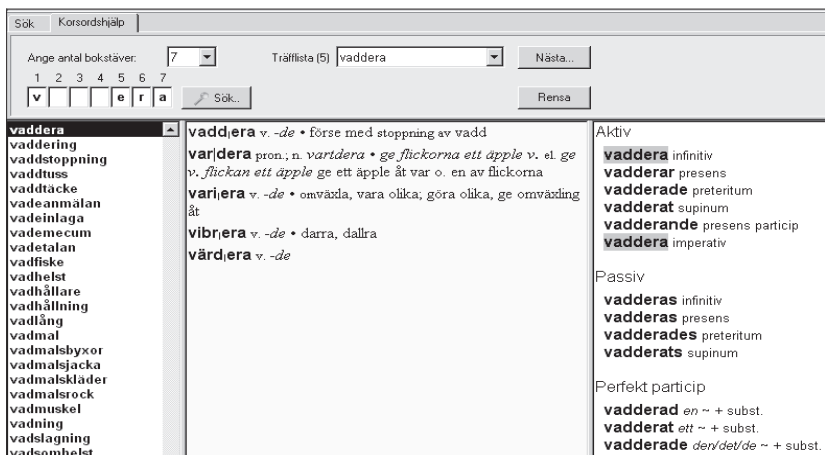 Sök Korsordshjälp
Ange antal bokstäver: 7 Träfflista (5) vaddera Nästa...
1 2 3 4 5 6 7
v e r a Sök.. Rensa
vaddera
vaddering
vaddstoppning
vaddtuss
vaddtäcke
vadeanmälan
vadeinlaga
vademecum
vadetalan
vadfiske
vadhelst
vadhållare
vadhållning
vadlång
vadmal
vadmalsbyxor
vadmalsjacka
vadmalskläder
vadmalsrock
vadmuskel
vadning
vadslagning
vadsomhelst
vadd|era v. -de • förse med stoppning av vadd
var|dera pron.; n. vartdera • ge flickorna ett äpple v. el. ge
v. flickan ett äpple ge ett äpple åt var o. en av flickorna
vari|era v. -de • omväxla, vara olika; göra olika, ge omväxling
åt
vibr|era v. -de • darra, dallra
värd|era v. -de
Aktiv
vaddera infinitiv
vadderar presens
vadderade preteritum
vadderat supinum
vadderande presens particip
vaddera imperativ
Passiv
vadderas infinitiv
vadderas presens
vadderades preteritum
vadderats supinum
Perfekt particip
vadderad en ~ + subst.
vadderat ett ~ + subst.
vadderade den/det/de ~ + subst.